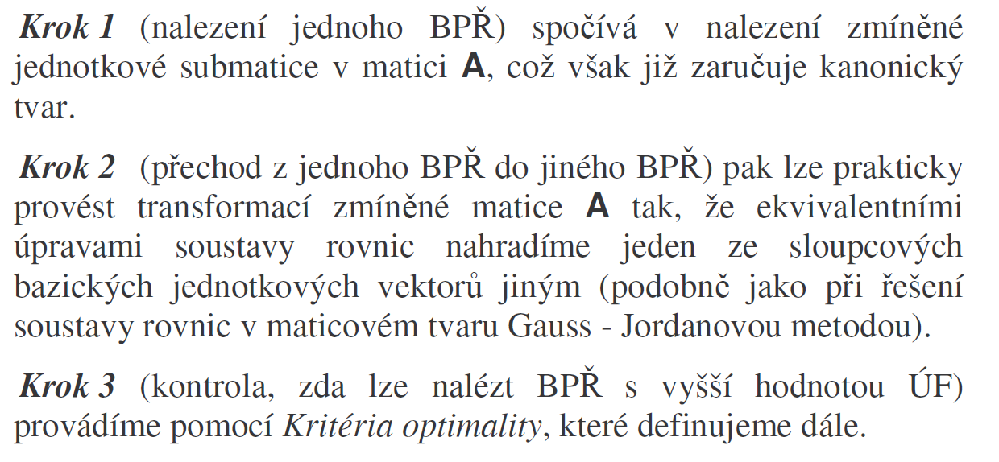 Krok 1 (nalezení jednoho BPŘ) spočívá v nalezení zmíněné
jednotkové submatice v matici A, což však již zaručuje kanonický
tvar.
Krok 2 (přechod z jednoho BPŘ do jiného BPŘ) pak lze prakticky
provést transformací zmíněné matice A tak, že ekvivalentními
úpravami soustavy rovnic nahradíme jeden ze sloupcových
bazických jednotkových vektorů jiným (podobně jako při řešení
soustavy rovnic v maticovém tvaru Gauss - Jordanovou metodou).
Krok 3 (kontrola, zda lze nalézt BPŘ s vyšší hodnotou ÚF)
provádíme pomocí Kritéria optimality, které definujeme dále.